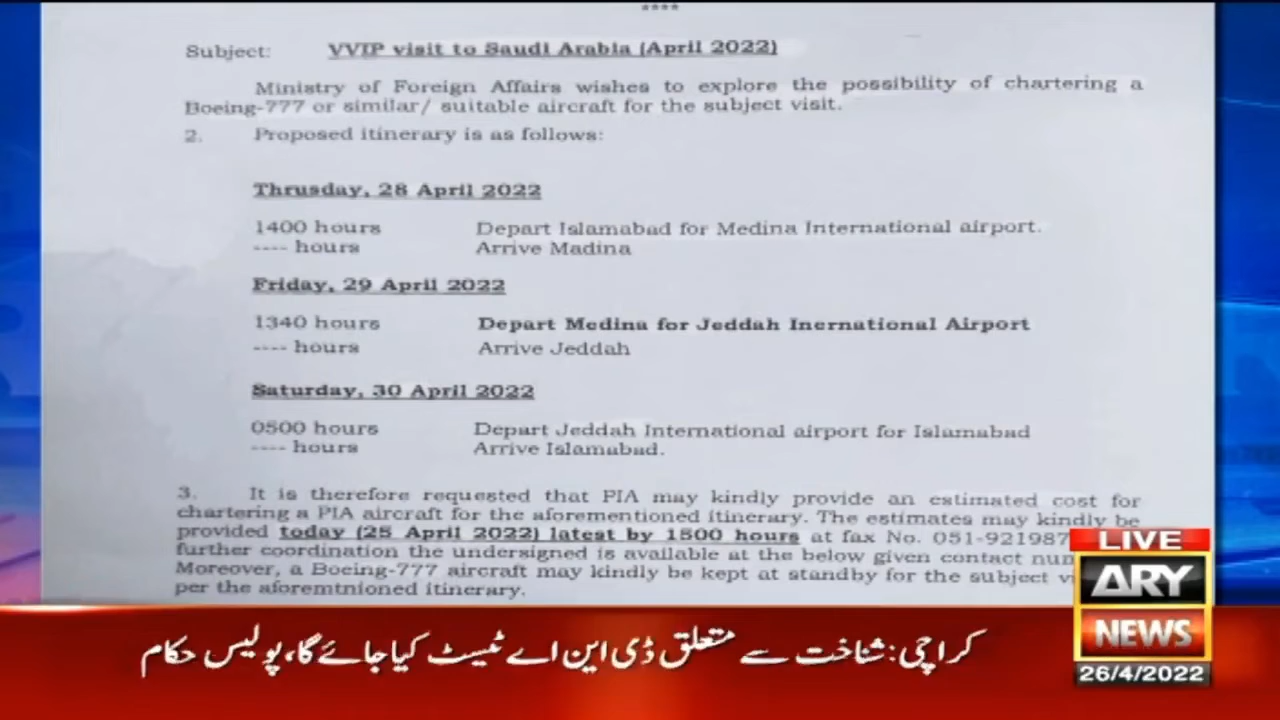 ****
Subject: VVIP visit to Saudi Arabia (April 2022)
Ministry of Foreign Affairs wishes to explore the possibility of chartering a
Boeing-777 or similar/ suitable aircraft for the subject visit.
2. Proposed itinerary is as follows:
Thrusday, 28 April 2022
1400 hours Depart Islamabad for Medina International airport.
---- hours Arrive Madina
Friday, 29 April 2022
1340 hours Depart Medina for Jeddah Inernational Airport
---- hours Arrive Jeddah
Saturday, 30 April 2022
0500 hours Depart Jeddah International airport for Islamabad
---- hours Arrive Islamabad.
3. It is therefore requested that PIA may kindly provide an estimated cost for
chartering a PIA aircraft for the aforementioned itinerary. The estimates may kindly be
provided today (25 April 2022) latest by 1500 hours at fax No. 051-921987
further coordination the undersigned is available at the below given contact
Moreover, a Boeing-777 aircraft may kindly be kept at standby for the subject
per the aforemtnioned itinerary.
LIVE
ARY
NEWS
26/4/2022
کراچی: شناخت سے متعلق ڈی این اے ٹیسٹ کیا جائے گا، پولیس حکام